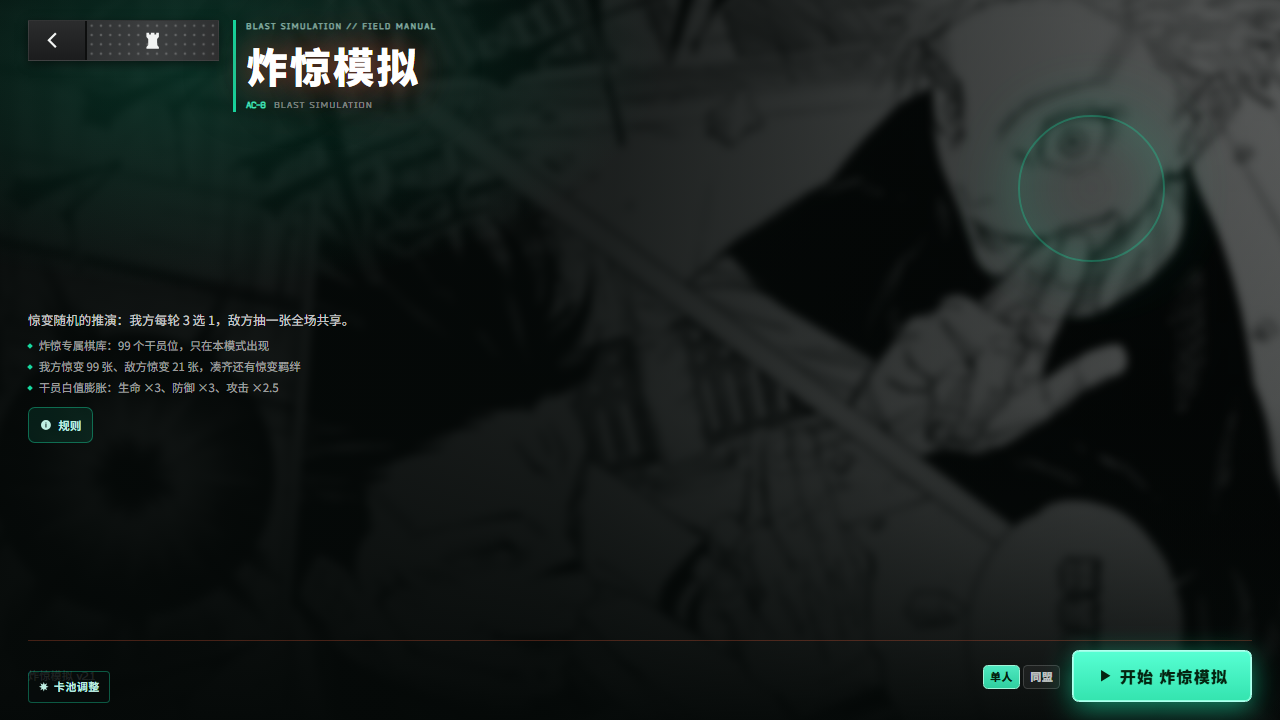 BLAST SIMULATION // FIELD MANUAL
炸惊模拟
AC-B BLAST SIMULATION
惊变随机的推演：我方每轮 3 选 1，敌方抽一张全场共享。
炸惊专属棋库：99 个干员位，只在本模式出现
我方惊变 99 张、敌方惊变 21 张，凑齐还有惊变羁绊
干员白值膨胀：生命 ×3、防御 ×3、攻击 ×2.5
规则
炸惊模拟 v21
卡池调整
单人
同盟
开始 炸惊模拟